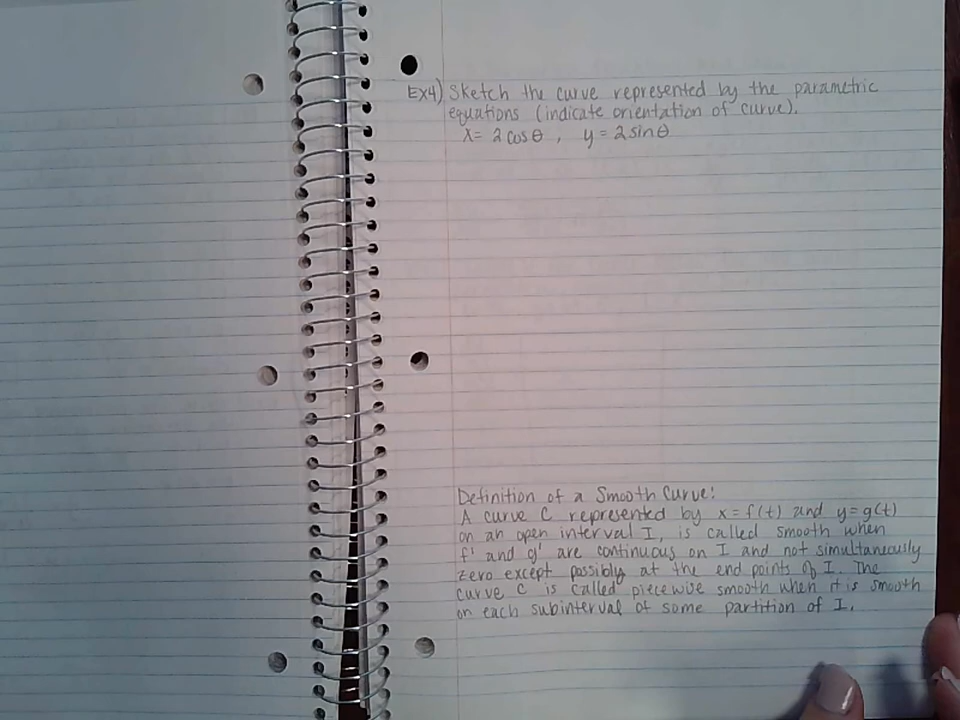 Ex4) Sketch the curve represented by the parametric
equations (indicate orientation of curve).
x= 2cosθ , y = 2sinθ
Definition of a Smooth Curve:
A curve C represented by x=f(t) and y=g(t)
on an open interval I, is called smooth when
f' and g' are continuous on I and not simultaneously
zero except possibly at the end points of I. The
curve C is called piecewise smooth when it is smooth
on each subinterval of some partition of I.